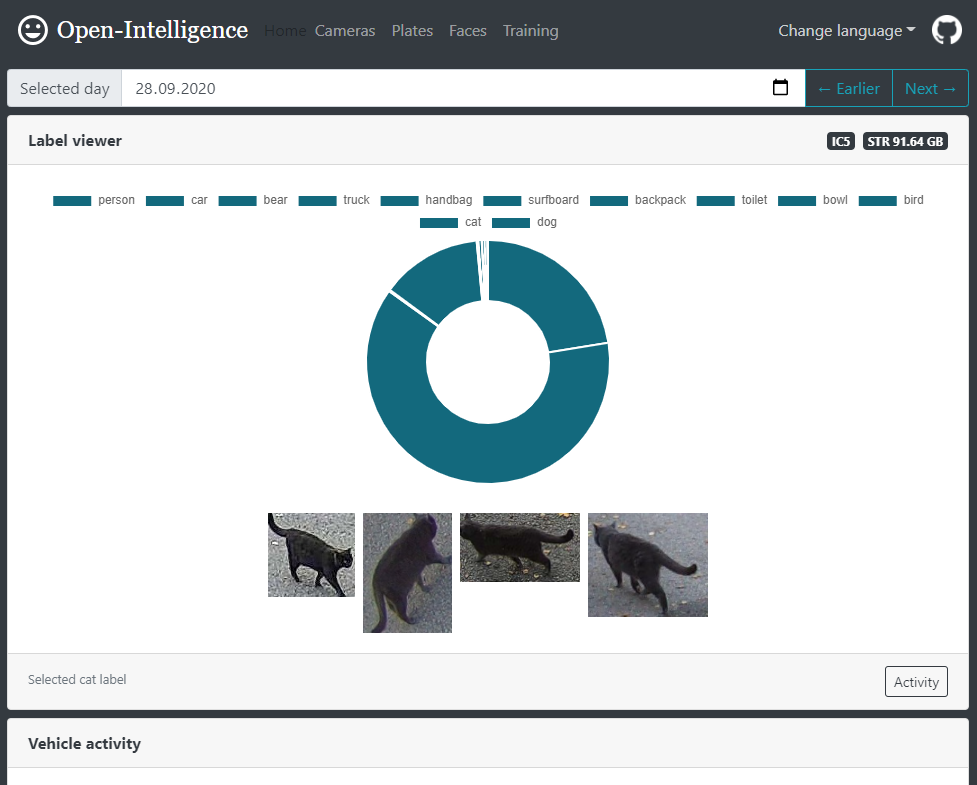 Open-Intelligence Home Cameras Plates Faces Training Change language
Selected day 28.09.2020 ← Earlier Next →
Label viewer IC5 STR 91.64 GB
person car bear truck handbag surfboard backpack toilet bowl bird
cat dog
Selected cat label Activity
Vehicle activity